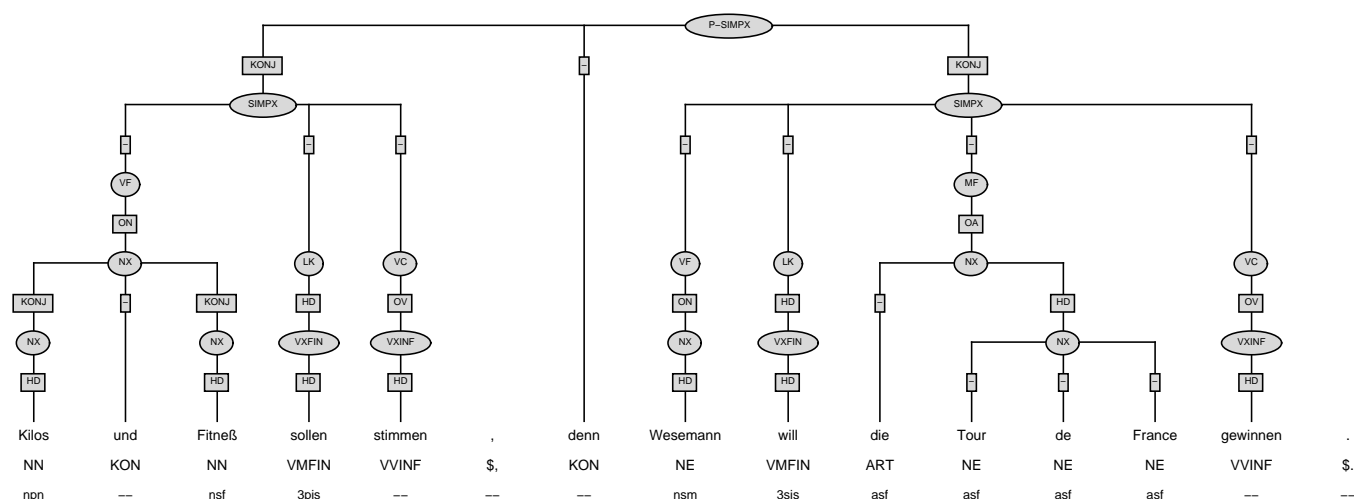 P–SIMPX
KONJ – KONJ
SIMPX SIMPX
– – – – – – –
VF MF
ON OA
NX LK VC VF LK NX VC
KONJ – KONJ HD OV ON HD – HD OV
NX NX VXFIN VXINF NX VXFIN NX VXINF
HD HD HD HD HD HD – – – HD
Kilos und Fitneß sollen stimmen , denn Wesemann will die Tour de France gewinnen .
NN KON NN VMFIN VVINF $, KON NE VMFIN ART NE NE NE VVINF $.
npn –– nsf 3pis –– –– –– nsm 3sis asf asf asf asf –– ––